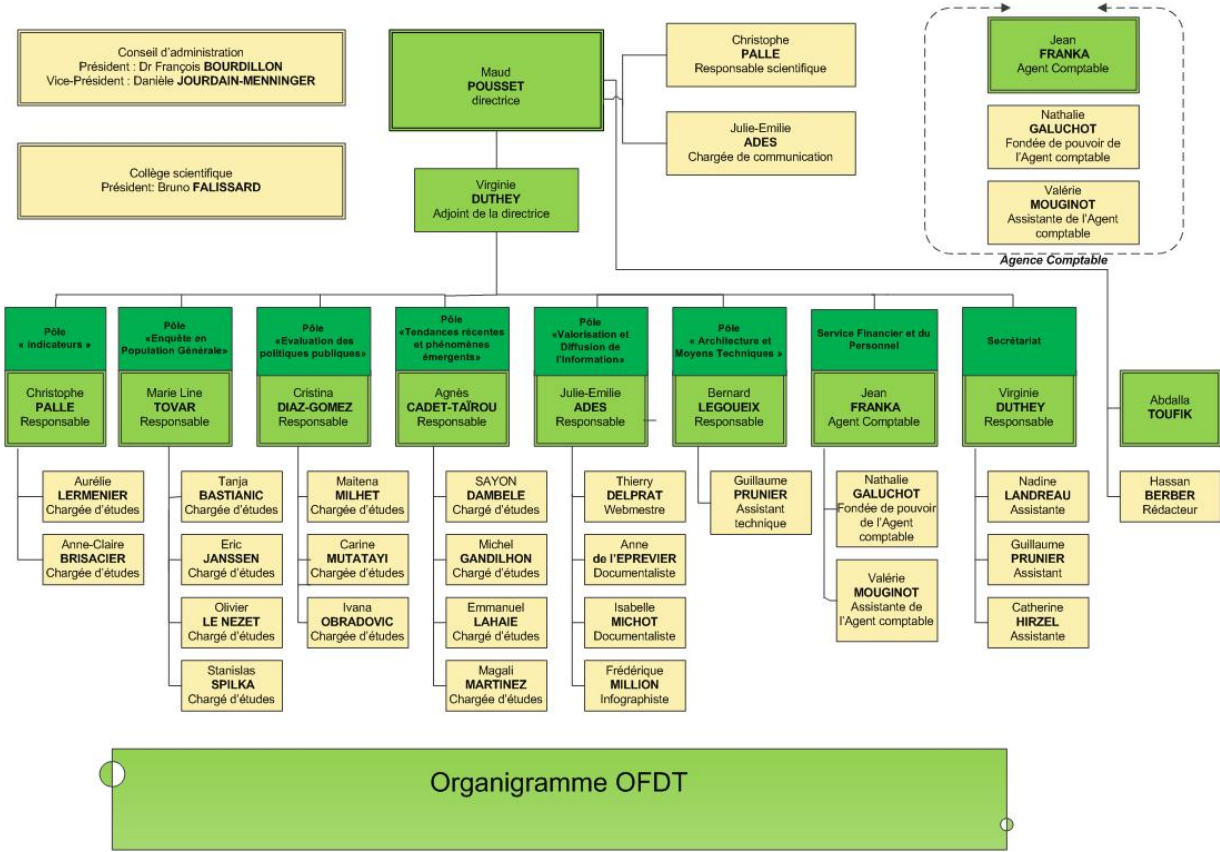 Conseil d'administration
Président : Dr François BOURDILLON
Vice-Président : Danièle JOURDAIN-MENNINGER
Collège scientifique
Président: Bruno FALISSARD
Maud
POUSSET
directrice
Christophe
PALLE
Responsable scientifique
Julie-Emilie
ADES
Chargée de communication
Virginie
DUTHEY
Adjoint de la directrice
Jean
FRANKA
Agent Comptable
Nathalie
GALUCHOT
Fondée de pouvoir de
l'Agent comptable
Valérie
MOUGINOT
Assistante de l'Agent
comptable
Agence Comptable
Pôle
« indicateurs »
Christophe
PALLE
Responsable
Aurélie
LERMENIER
Chargée d'études
Anne-Claire
BRISACIER
Chargée d'études
Pôle
«Enquête en
Population Générale»
Marie Line
TOVAR
Responsable
Tanja
BASTIANIC
Chargée d'études
Eric
JANSSEN
Chargé d'études
Olivier
LE NEZET
Chargé d'études
Stanislas
SPILKA
Chargé d'études
Pôle
«Evaluation des
politiques publiques»
Cristina
DIAZ-GOMEZ
Responsable
Maitena
MILHET
Chargée d'études
Carine
MUTATAYI
Chargée d'études
Ivana
OBRADOVIC
Chargée d'études
Pôle
«Tendances récentes
et phénomènes
émergents»
Agnès
CADET-TAÏROU
Responsable
SAYON
DAMBELE
Chargé d'études
Michel
GANDILHON
Chargé d'études
Emmanuel
LAHAIE
Chargé d'études
Magali
MARTINEZ
Chargée d'études
Pôle
«Valorisation et
Diffusion de
l'Information»
Julie-Emilie
ADES
Responsable
Thierry
DELPRAT
Webmestre
Anne
de l'EPREVIER
Documentaliste
Isabelle
MICHOT
Documentaliste
Frédérique
MILLION
Infographiste
Pôle
« Architecture et
Moyens Techniques »
Bernard
LEGOUEIX
Responsable
Guillaume
PRUNIER
Assistant
technique
Service Financier et du
Personnel
Jean
FRANKA
Agent Comptable
Nathalie
GALUCHOT
Fondée de pouvoir
de l'Agent
comptable
Valérie
MOUGINOT
Assistante de
l'Agent comptable
Secrétariat
Virginie
DUTHEY
Responsable
Nadine
LANDREAU
Assistante
Guillaume
PRUNIER
Assistant
Catherine
HIRZEL
Assistante
Abdalla
TOUFIK
Hassan
BERBER
Rédacteur
Organigramme OFDT